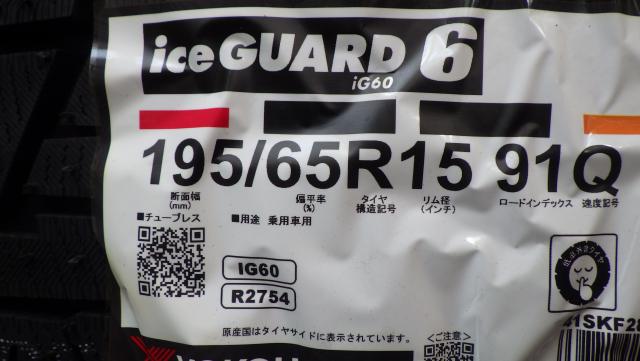 iceGUARD 6
iG60
195/65R15 91Q
断面幅 偏平率 タイヤ リム径 ロードインデックス 速度記号
(mm) (%) 構造記号 (インチ)
■チューブレス ■用途 乗用車用
IG60
R2754
原産国はタイヤサイドに表示されています。
<ご注意>